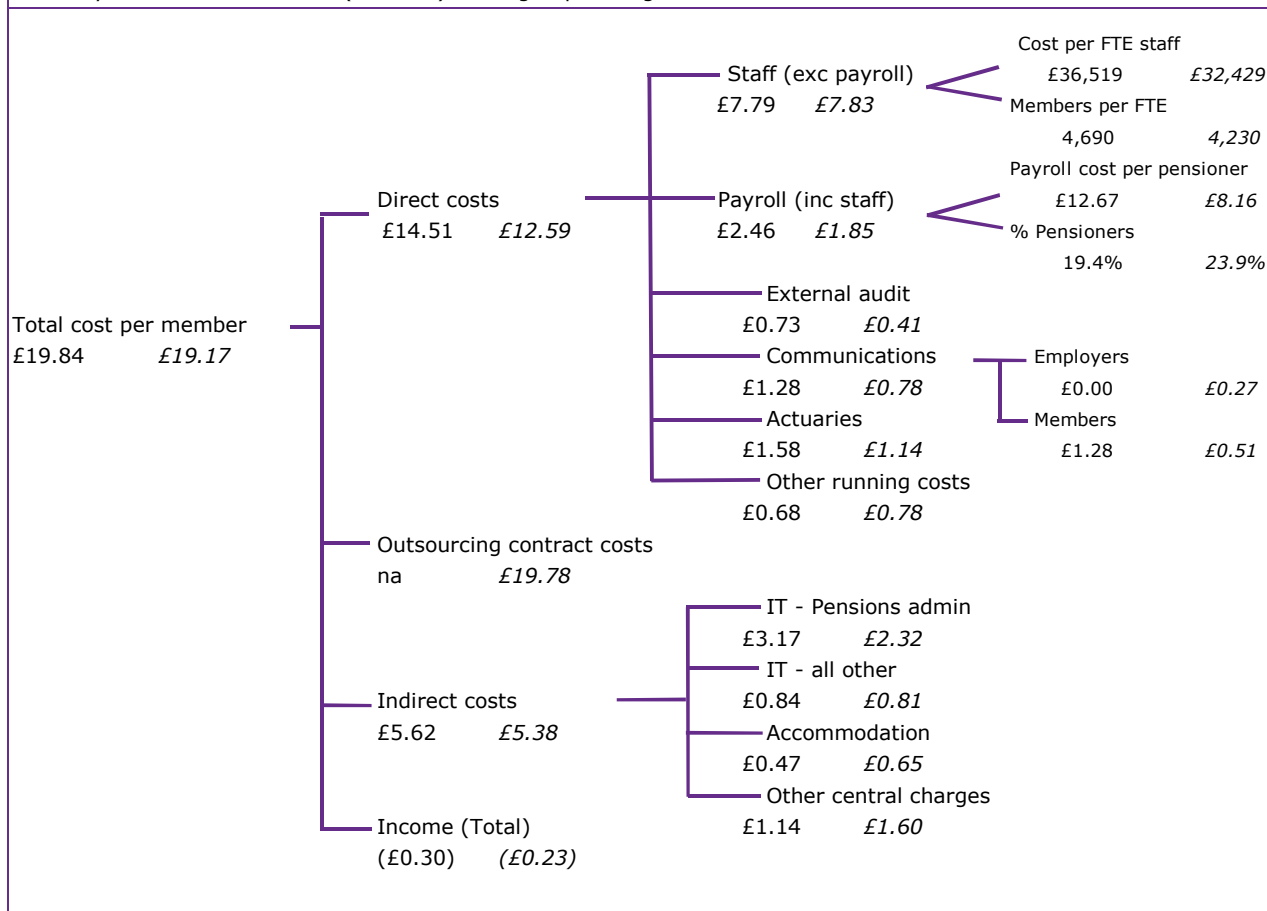 Cost per FTE staff
Staff (exc payroll)
£36,519 £32,429
£7.79 £7.83
Members per FTE
4,690 4,230
Payroll cost per pensioner
Direct costs
Payroll (inc staff)
£12.67 £8.16
£14.51 £12.59
£2.46 £1.85
% Pensioners
19.4% 23.9%
External audit
Total cost per member
£0.73 £0.41
£19.84 £19.17
Communications
Employers
£1.28 £0.78
£0.00 £0.27
Actuaries
Members
£1.58 £1.14
£1.28 £0.51
Other running costs
£0.68 £0.78
Outsourcing contract costs
na £19.78
IT - Pensions admin
£3.17 £2.32
IT - all other
Indirect costs
£0.84 £0.81
£5.62 £5.38
Accommodation
£0.47 £0.65
Other central charges
Income (Total)
£1.14 £1.60
(£0.30) (£0.23)